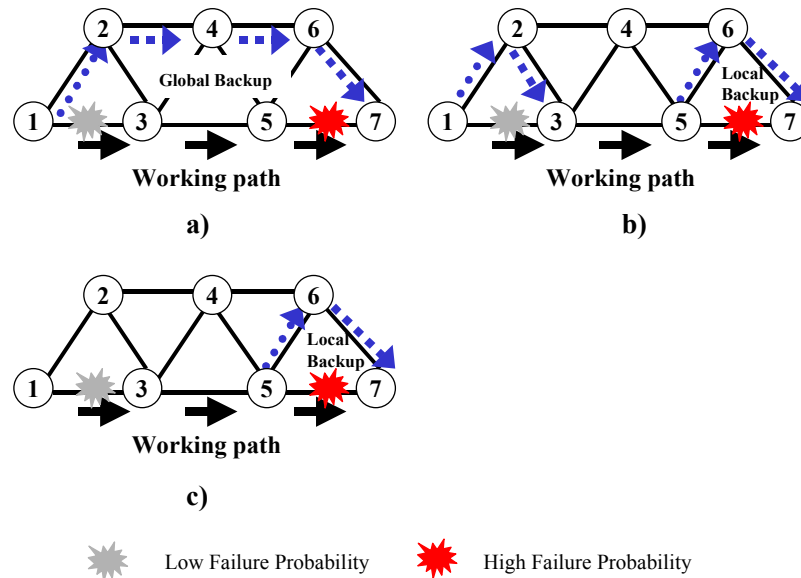 2 4 6
Global Backup
1 3 5 7
Working path
a)
2 4 6
Local
Backup
1 3 5 7
Working path
b)
2 4 6
Local
Backup
1 3 5 7
Working path
c)
Low Failure Probability
High Failure Probability